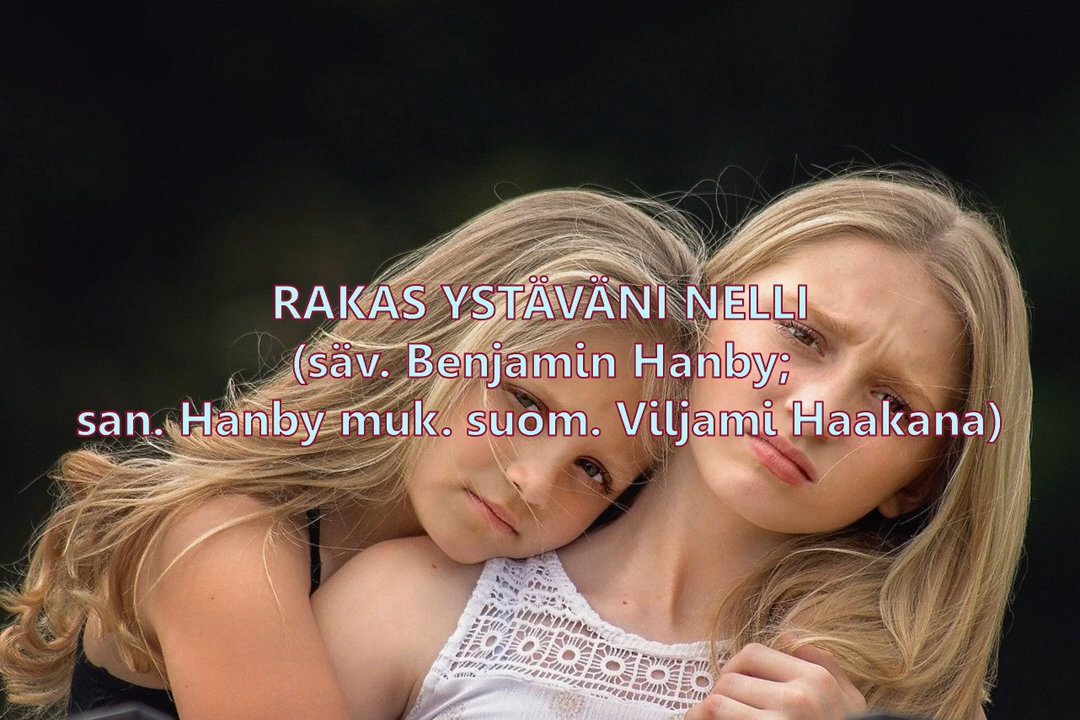 RAKAS YSTÄVÄNI NELLI
(säv. Benjamin Hanby;
san. Hanby muk. suom. Viljami Haakana)